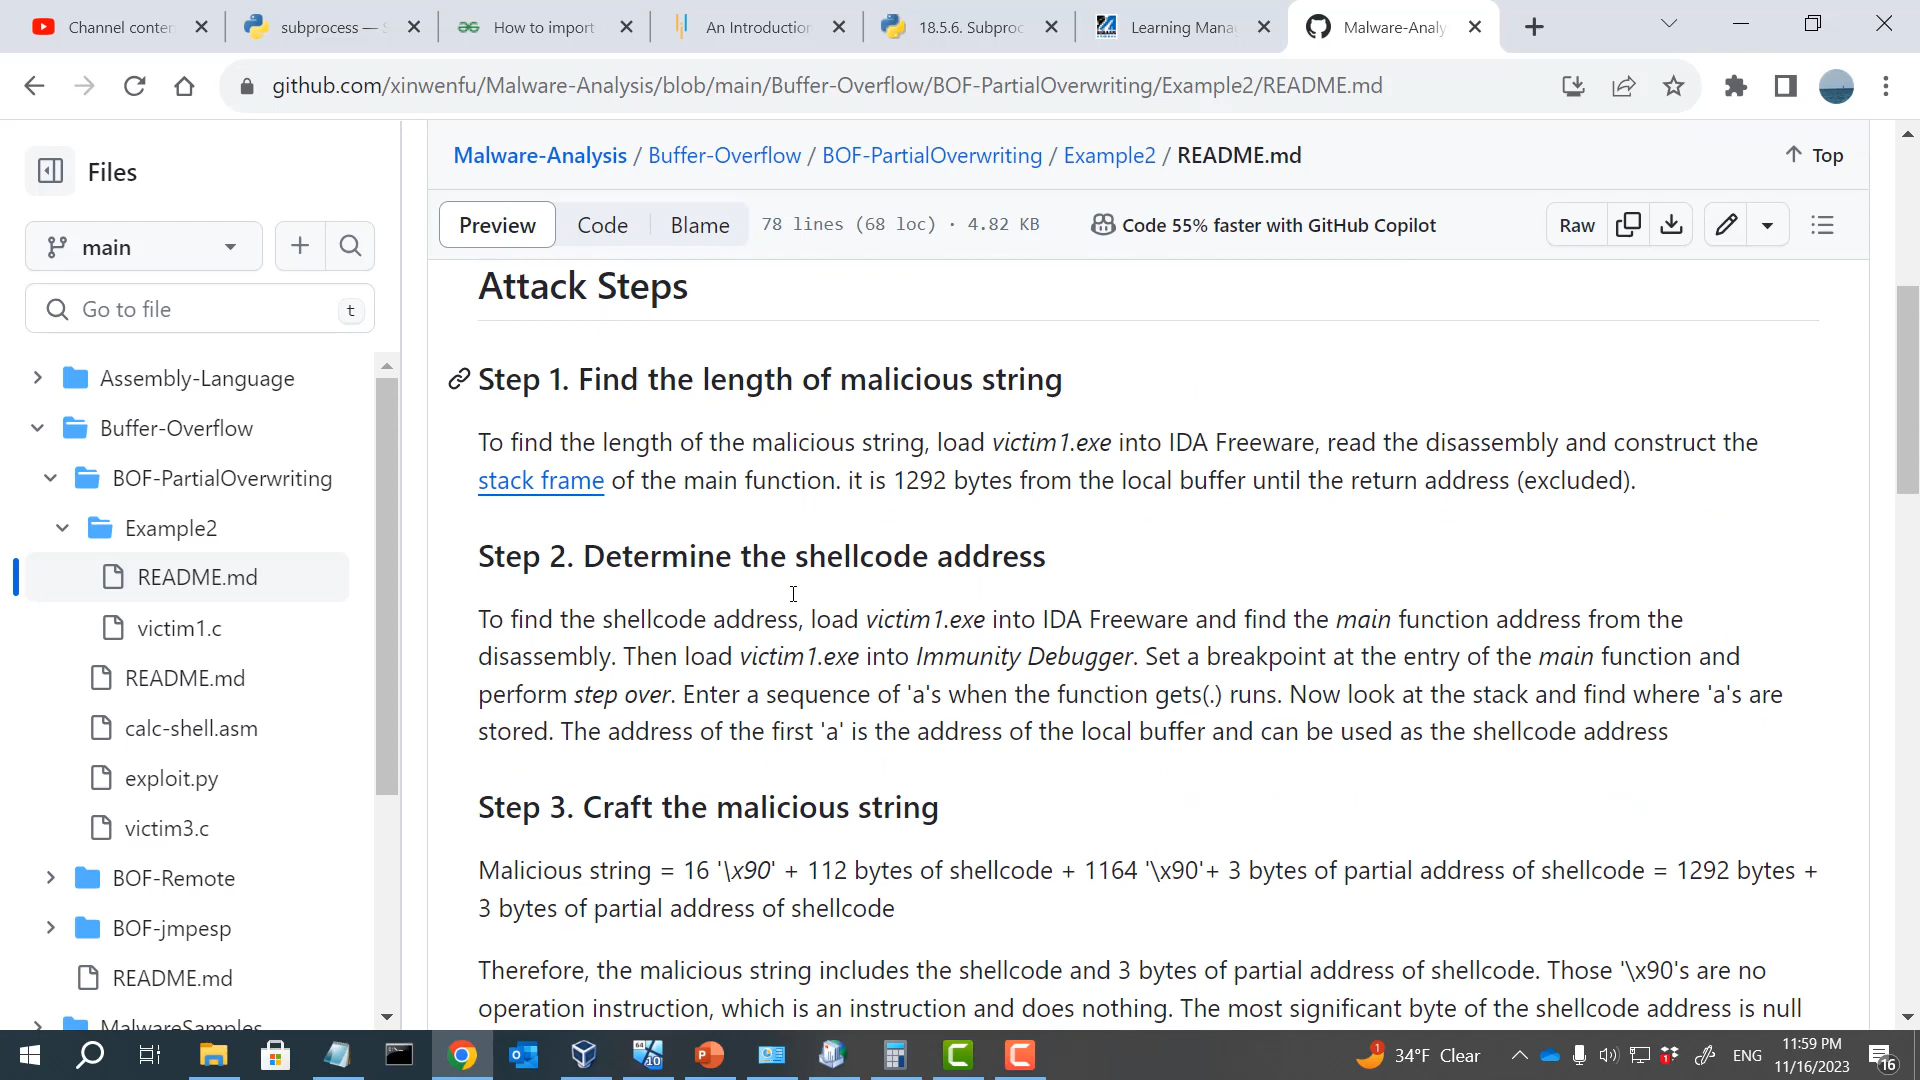 Channel conten
subprocess — S
How to import
An Introduction
18.5.6. Subproc
Learning Mana
Malware-Analy
github.com/xinwenfu/Malware-Analysis/blob/main/Buffer-Overflow/BOF-PartialOverwriting/Example2/README.md
Files
main
Go to file
t
Assembly-Language
Buffer-Overflow
BOF-PartialOverwriting
Example2
README.md
victim1.c
README.md
calc-shell.asm
exploit.py
victim3.c
BOF-Remote
BOF-jmpesp
README.md
MalwareSamples
Malware-Analysis / Buffer-Overflow / BOF-PartialOverwriting / Example2 / README.md
Top
Preview
Code
Blame
78 lines (68 loc) · 4.82 KB
Code 55% faster with GitHub Copilot
Raw
Attack Steps
Step 1. Find the length of malicious string
To find the length of the malicious string, load victim1.exe into IDA Freeware, read the disassembly and construct the
stack frame of the main function. it is 1292 bytes from the local buffer until the return address (excluded).
Step 2. Determine the shellcode address
To find the shellcode address, load victim1.exe into IDA Freeware and find the main function address from the
disassembly. Then load victim1.exe into Immunity Debugger. Set a breakpoint at the entry of the main function and
perform step over. Enter a sequence of 'a's when the function gets(.) runs. Now look at the stack and find where 'a's are
stored. The address of the first 'a' is the address of the local buffer and can be used as the shellcode address
Step 3. Craft the malicious string
Malicious string = 16 '\x90' + 112 bytes of shellcode + 1164 '\x90'+ 3 bytes of partial address of shellcode = 1292 bytes +
3 bytes of partial address of shellcode
Therefore, the malicious string includes the shellcode and 3 bytes of partial address of shellcode. Those '\x90's are no
operation instruction, which is an instruction and does nothing. The most significant byte of the shellcode address is null
1
34°F Clear
ENG
11:59 PM
11/16/2023
16